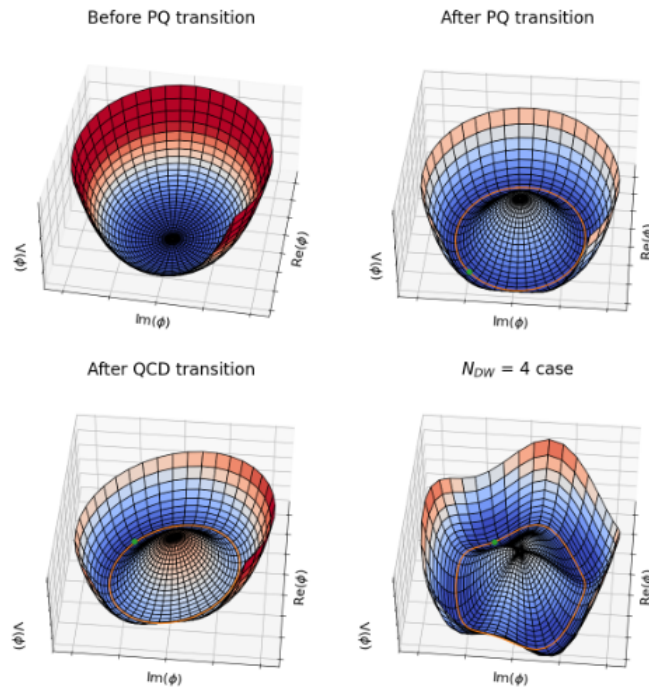 Before PQ transition
After PQ transition
V(ϕ)
Im(ϕ)
Re(ϕ)
V(ϕ)
Im(ϕ)
Re(ϕ)
After QCD transition
N_DW = 4 case
V(ϕ)
Im(ϕ)
Re(ϕ)
V(ϕ)
Im(ϕ)
Re(ϕ)